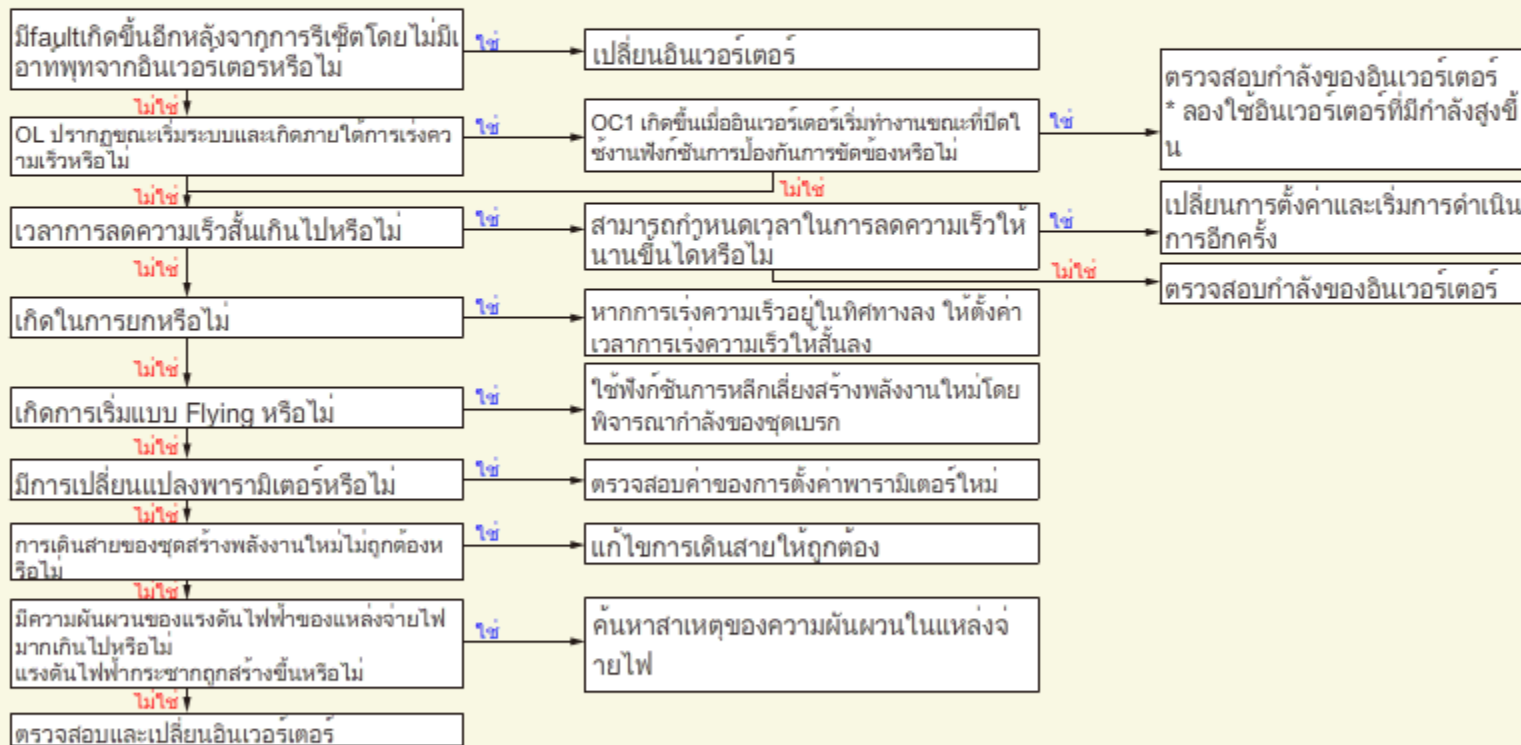 มีfaultเกิดขึ้นอีกหลังจากการรีเซ็ตโดยไม่มีเ
อาทพุทจากอินเวอร์เตอร์หรือไม่
ใช่
เปลี่ยนอินเวอร์เตอร์
ไม่ใช่
OL ปรากฏขณะเริ่มระบบและเกิดภายใต้การเร่งคว
ามเร็วหรือไม่
ใช่
OC1 เกิดขึ้นเมื่ออินเวอร์เตอร์เริ่มทำงานขณะที่ปิดใ
ช้งานฟังก์ชันการป้องกันการขัดข้องหรือไม่
ใช่
ตรวจสอบกำลังของอินเวอร์เตอร์
* ลองใช้อินเวอร์เตอร์ที่มีกำลังสูงขึ้
น
ไม่ใช่
ไม่ใช่
เวลาการลดความเร็วสั้นเกินไปหรือไม่
ใช่
สามารถกำหนดเวลาในการลดความเร็วให้
นานขึ้นได้หรือไม่
ใช่
เปลี่ยนการตั้งค่าและเริ่มการดำเนิน
การอีกครั้ง
ไม่ใช่
ไม่ใช่
ตรวจสอบกำลังของอินเวอร์เตอร์
เกิดในการยกหรือไม่
ใช่
หากการเร่งความเร็วอยู่ในทิศทางลง ให้ตั้งค่า
เวลาการเร่งความเร็วให้สั้นลง
ไม่ใช่
เกิดการเริ่มแบบ Flying หรือไม่
ใช่
ใช้ฟังก์ชันการหลีกเลี่ยงสร้างพลังงานใหม่โดย
พิจารณากำลังของชุดเบรก
ไม่ใช่
มีการเปลี่ยนแปลงพารามิเตอร์หรือไม่
ใช่
ตรวจสอบค่าของการตั้งค่าพารามิเตอร์ใหม่
ไม่ใช่
การเดินสายของชุดสร้างพลังงานใหม่ไม่ถูกต้องห
รือไม่
ใช่
แก้ไขการเดินสายให้ถูกต้อง
ไม่ใช่
มีความผันผวนของแรงดันไฟฟ้าของแหล่งจ่ายไฟ
มากเกินไปหรือไม่
แรงดันไฟฟ้ากระชากถูกสร้างขึ้นหรือไม่
ใช่
ค้นหาสาเหตุของความผันผวนในแหล่งจ่
ายไฟ
ไม่ใช่
ตรวจสอบและเปลี่ยนอินเวอร์เตอร์